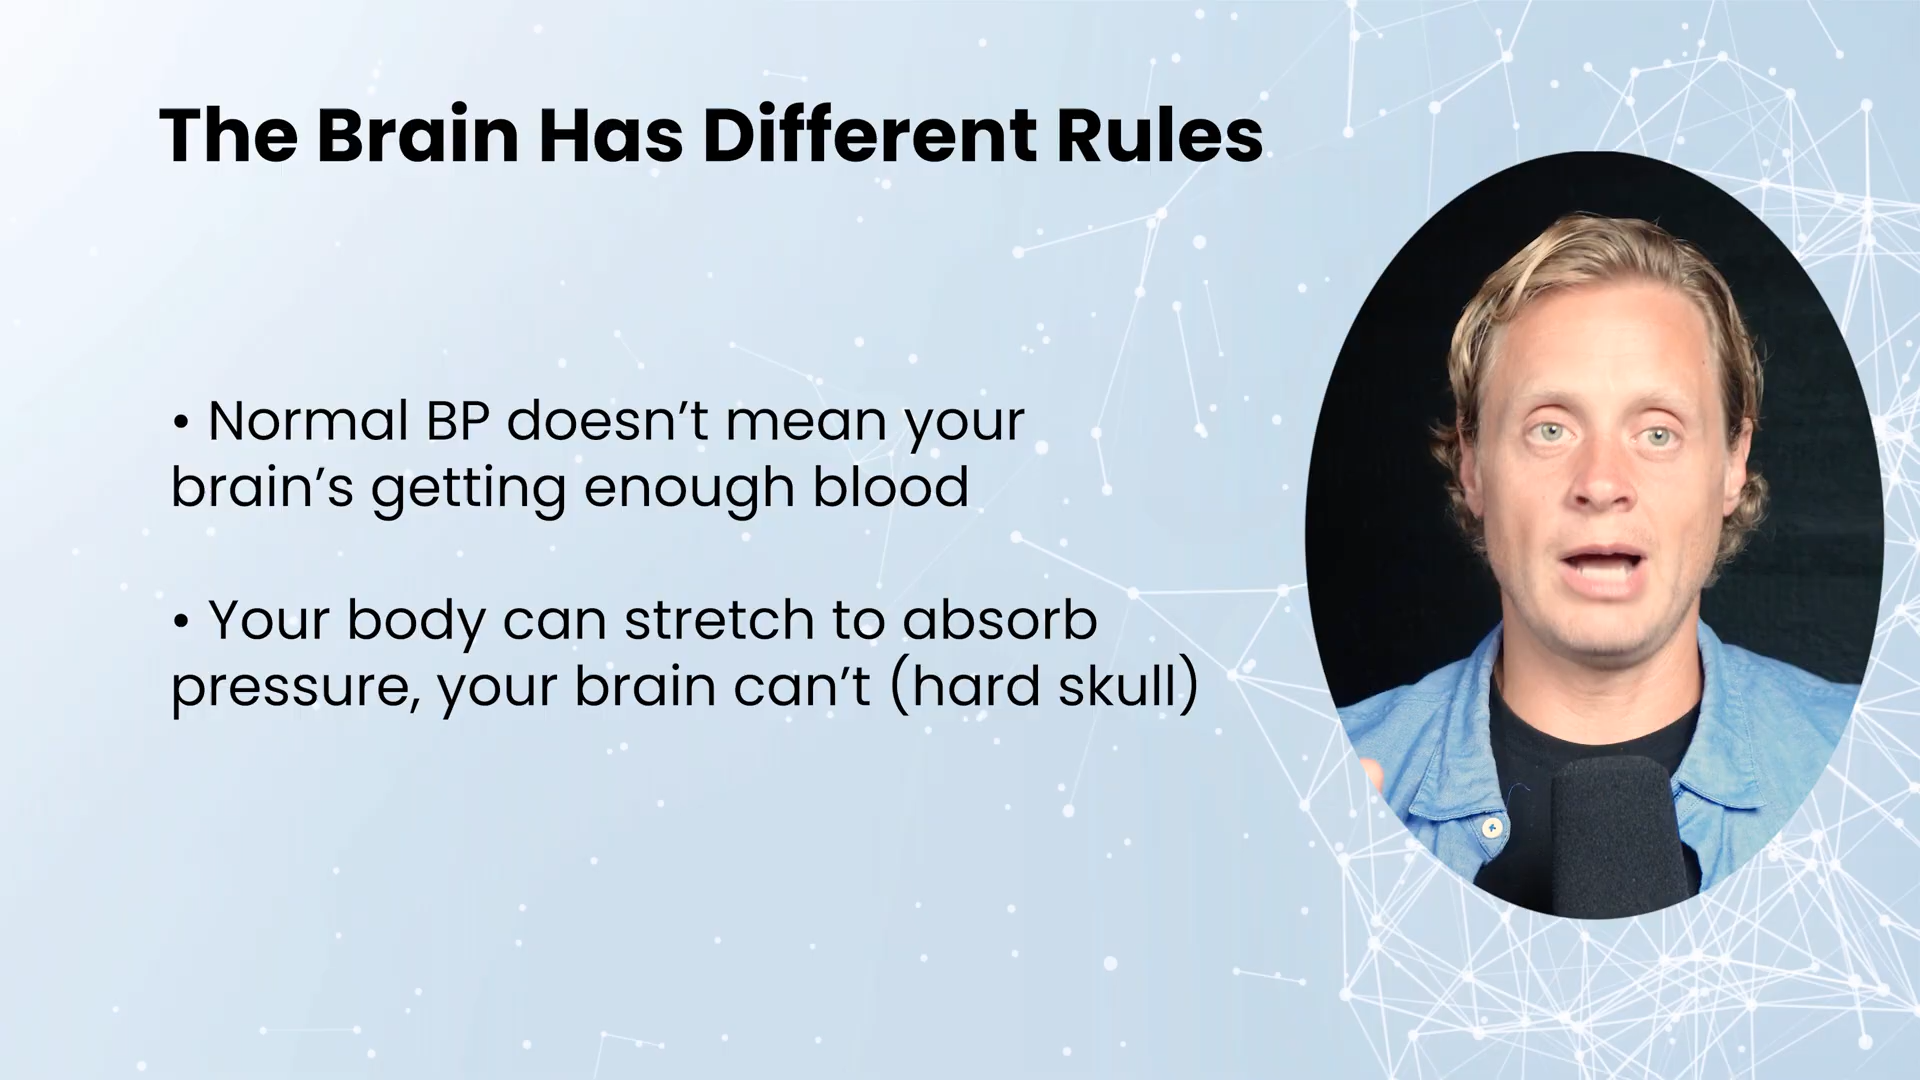 The Brain Has Different Rules
• Normal BP doesn’t mean your
brain’s getting enough blood
• Your body can stretch to absorb
pressure, your brain can’t (hard skull)